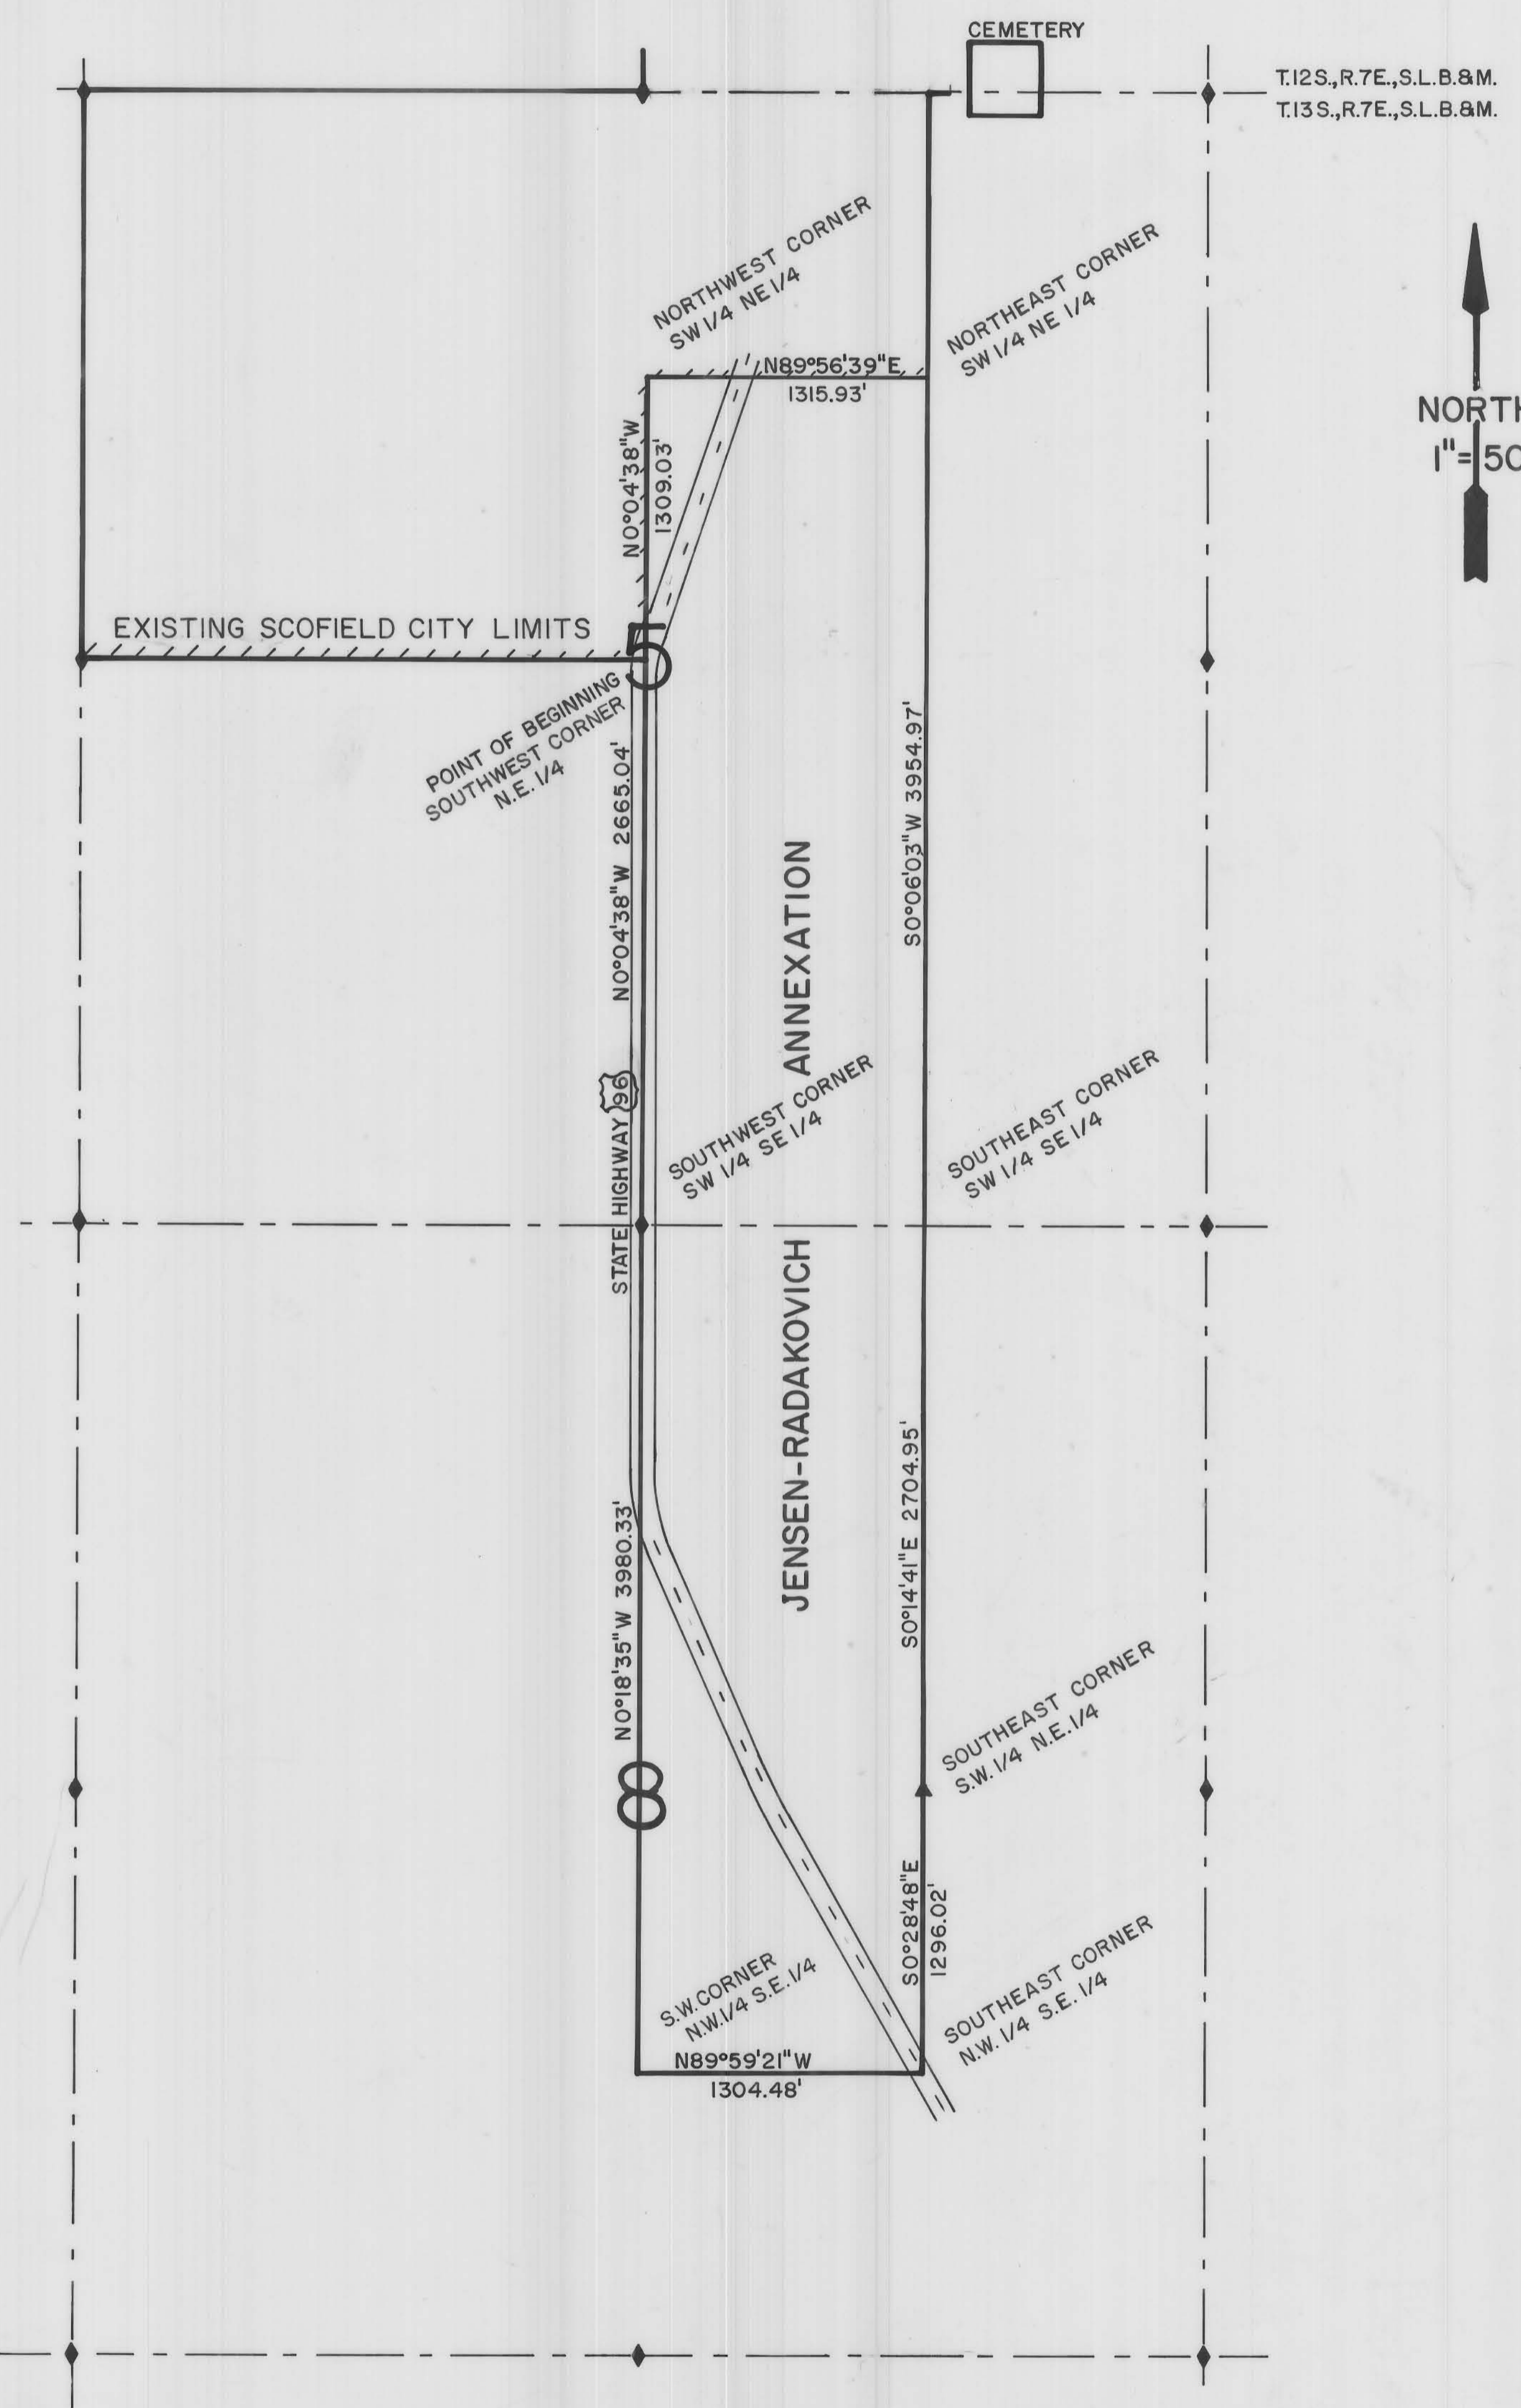 CEMETERY
T.12S.,R.7E.,S.L.B.&M.
T.13S.,R.7E.,S.L.B.&M.
NORTHWEST CORNER
SW 1/4 NE 1/4
NORTHEAST CORNER
SW 1/4 NE 1/4
N89°56'39"E
1315.93'
NORTH
1"=50
N0°04'38"W
1309.03'
EXISTING SCOFIELD CITY LIMITS
5
POINT OF BEGINNING
SOUTHWEST CORNER
N.E. 1/4
N0°04'38"W 2665.04'
S0°06'03"W 3954.97'
STATE HIGHWAY 96
JENSEN-RADAKOVICH ANNEXATION
SOUTHWEST CORNER
SW 1/4 SE 1/4
SOUTHEAST CORNER
SW 1/4 SE 1/4
N0°18'35"W 3980.33'
S0°14'41"E 2704.95'
8
SOUTHEAST CORNER
S.W. 1/4 N.E. 1/4
S0°28'48"E
1296.02'
S.W. CORNER
N.W. 1/4 S.E. 1/4
SOUTHEAST CORNER
N.W. 1/4 S.E. 1/4
N89°59'21"W
1304.48'